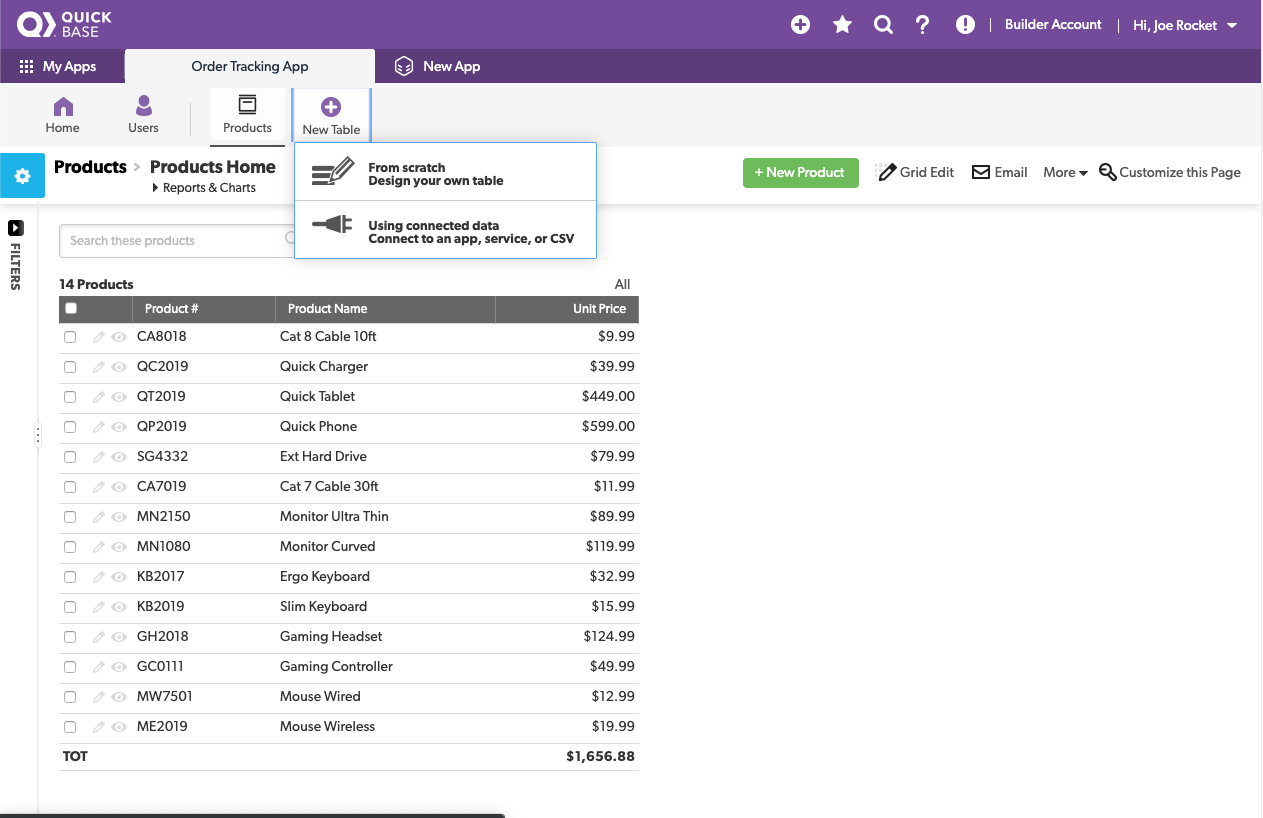 QUICK
BASE
Builder Account
Hi, Joe Rocket
My Apps
Order Tracking App
New App
Home
Users
Products
New Table
Products > Products Home
Reports & Charts
From scratch
Design your own table
Using connected data
Connect to an app, service, or CSV
+ New Product
Grid Edit
Email
More
Customize this Page
FILTERS
Search these products
14 Products
All
Product # Product Name Unit Price
CA8018 Cat 8 Cable 10ft $9.99
QC2019 Quick Charger $39.99
QT2019 Quick Tablet $449.00
QP2019 Quick Phone $599.00
SG4332 Ext Hard Drive $79.99
CA7019 Cat 7 Cable 30ft $11.99
MN2150 Monitor Ultra Thin $89.99
MN1080 Monitor Curved $119.99
KB2017 Ergo Keyboard $32.99
KB2019 Slim Keyboard $15.99
GH2018 Gaming Headset $124.99
GC0111 Gaming Controller $49.99
MW7501 Mouse Wired $12.99
ME2019 Mouse Wireless $19.99
TOT $1,656.88